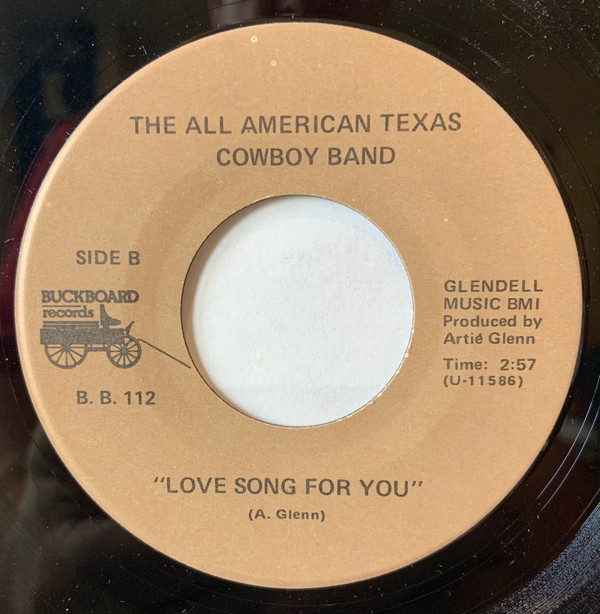 THE ALL AMERICAN TEXAS
COWBOY BAND
SIDE B
BUCKBOARD
records
B. B. 112
GLENDELL
MUSIC BMI
Produced by
Artie Glenn
Time: 2:57
(U-11586)
"LOVE SONG FOR YOU"
(A. Glenn)